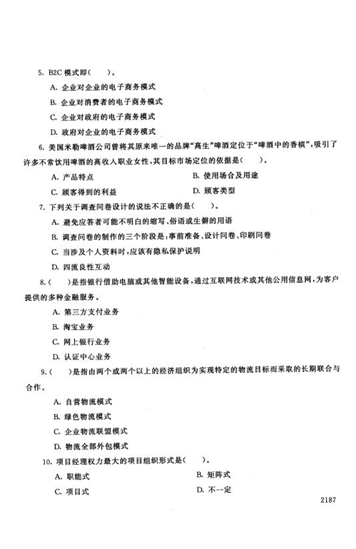 5. B2C 模式即(　　)。
A. 企业对企业的电子商务模式
B. 企业对消费者的电子商务模式
C. 企业对政府的电子商务模式
D. 政府对企业的电子商务模式
6. 美国米勒啤酒公司曾将其原来唯一的品牌“高生”啤酒定位于“啤酒中的香槟”,吸引了
许多不常饮用啤酒的高收入职业女性,其目标市场定位的依据是(　　)。
A. 产品特点　　B. 使用场合及用途
C. 顾客得到的利益　　D. 顾客类型
7. 下列关于调查问卷设计的说法不正确的是(　　)。
A. 避免应答者可能不明白的缩写、俗语或生僻的用语
B. 调查问卷的制作的三个阶段是:事前准备、设计问卷、印刷问卷
C. 当涉及个人资料时,应该有隐私保护说明
D. 四流良性互动
8. (　　)是指银行借助电脑或其他智能设备,通过互联网技术或其他公用信息网,为客户
提供的多种金融服务。
A. 第三方支付业务
B. 淘宝业务
C. 网上银行业务
D. 认证中心业务
9. (　　)是指由两个或两个以上的经济组织为实现特定的物流目标而采取的长期联合与
合作。
A. 自营物流模式
B. 绿色物流模式
C. 企业物流联盟模式
D. 物流全部外包模式
10. 项目经理权力最大的项目组织形式是(　　)。
A. 职能式　　B. 矩阵式
C. 项目式　　D. 不一定
2187